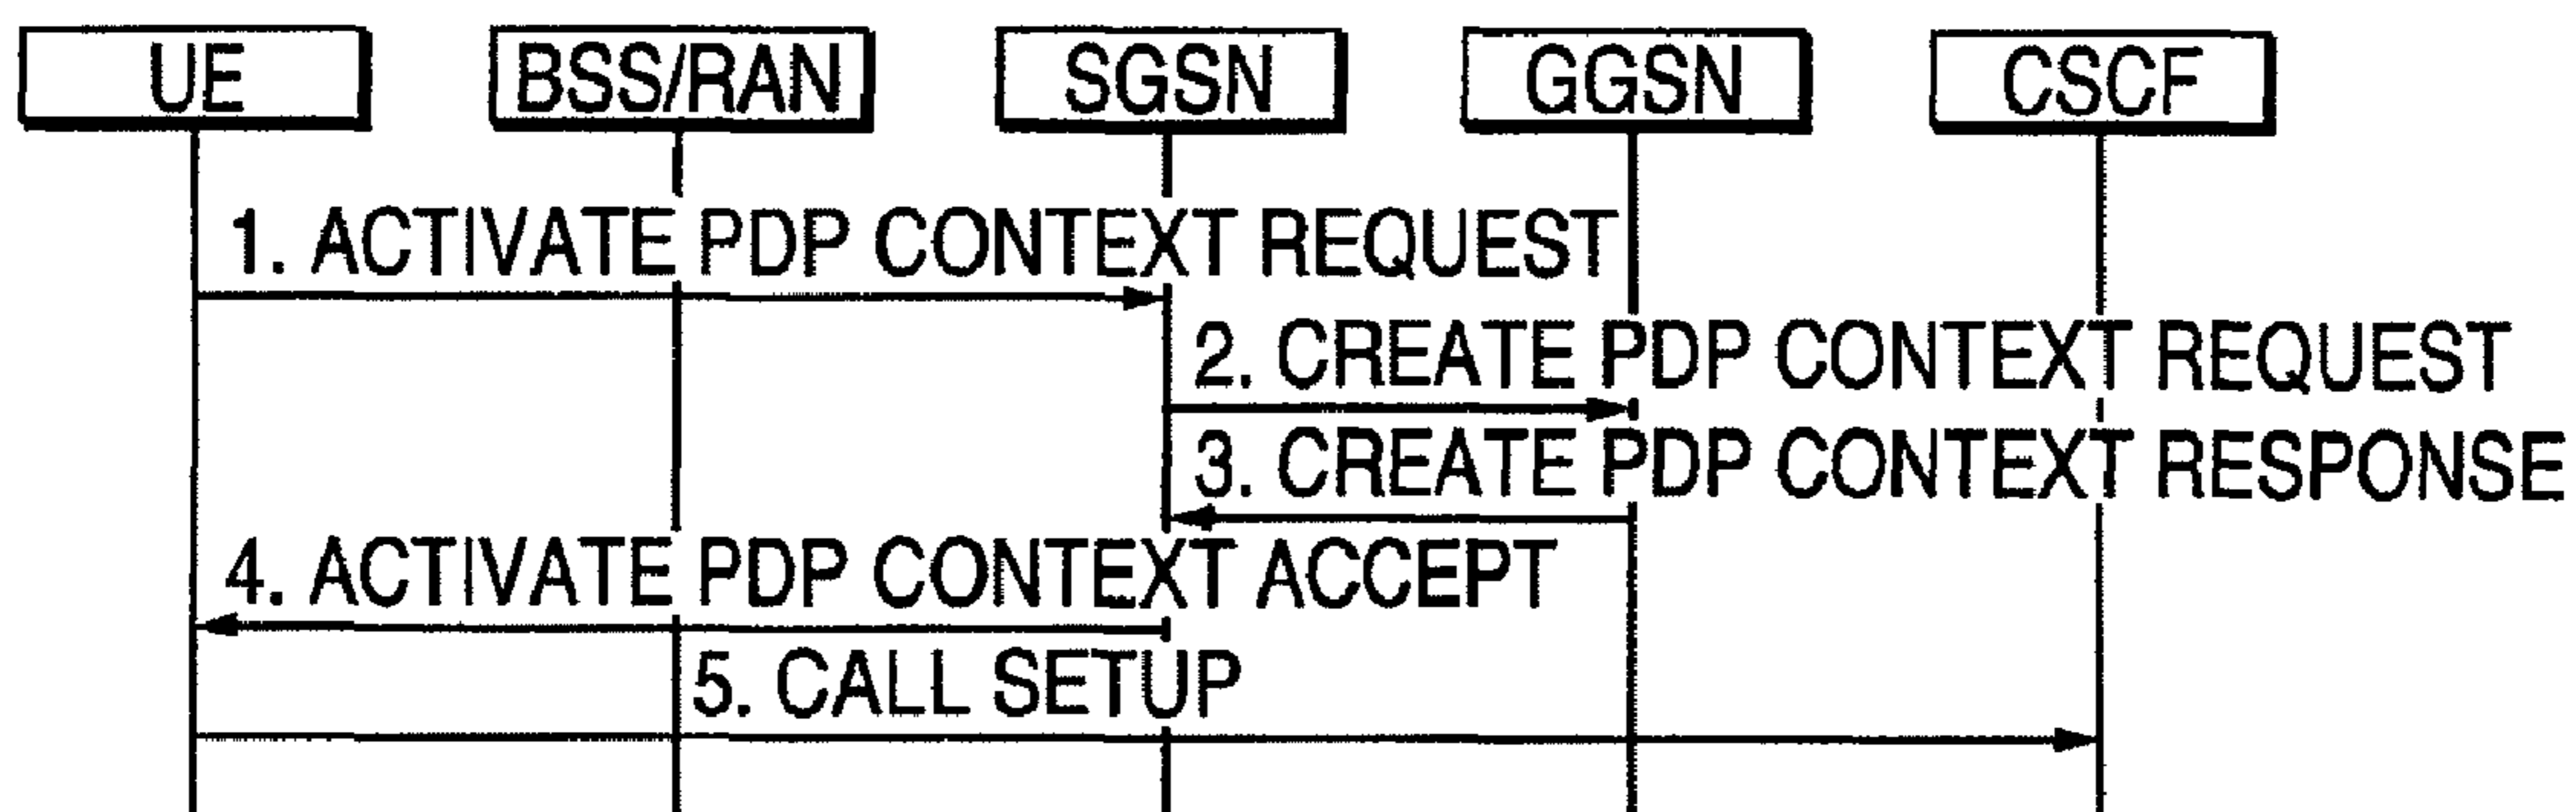 UE BSS/RAN SGSN GGSN CSCF
1. ACTIVATE PDP CONTEXT REQUEST
2. CREATE PDP CONTEXT REQUEST
3. CREATE PDP CONTEXT RESPONSE
4. ACTIVATE PDP CONTEXT ACCEPT
5. CALL SETUP